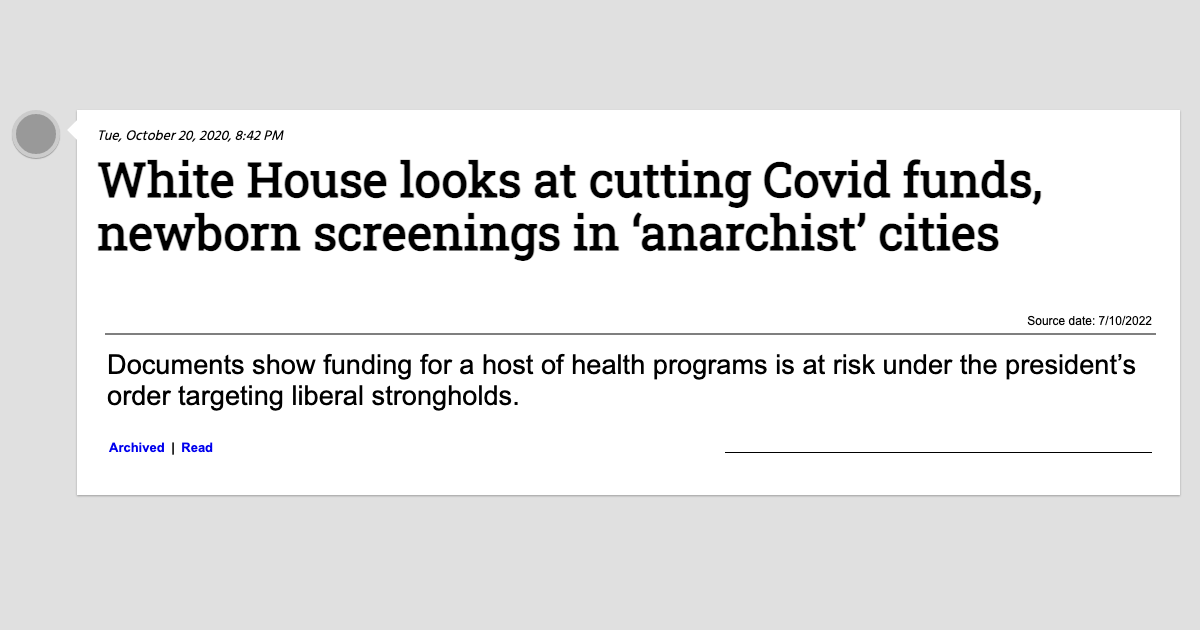 Tue, October 20, 2020, 8:42 PM
White House looks at cutting Covid funds,
newborn screenings in ‘anarchist’ cities
Source date: 7/10/2022
Documents show funding for a host of health programs is at risk under the president’s
order targeting liberal strongholds.
Archived | Read